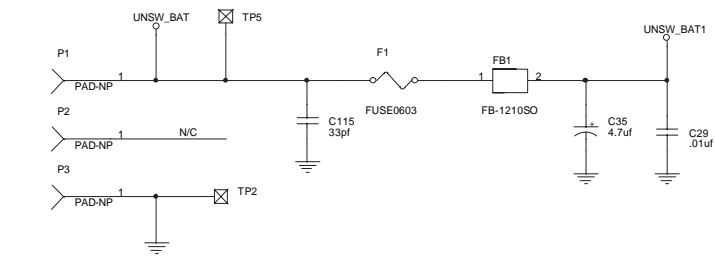 UNSW_BAT
TP5
UNSW_BAT1
P1
F1
FB1
1
1
2
PAD-NP
FUSE0603
FB-1210SO
C115
33pf
C35
4.7uf
+
C29
.01uf
P2
1
N/C
PAD-NP
P3
1
TP2
PAD-NP